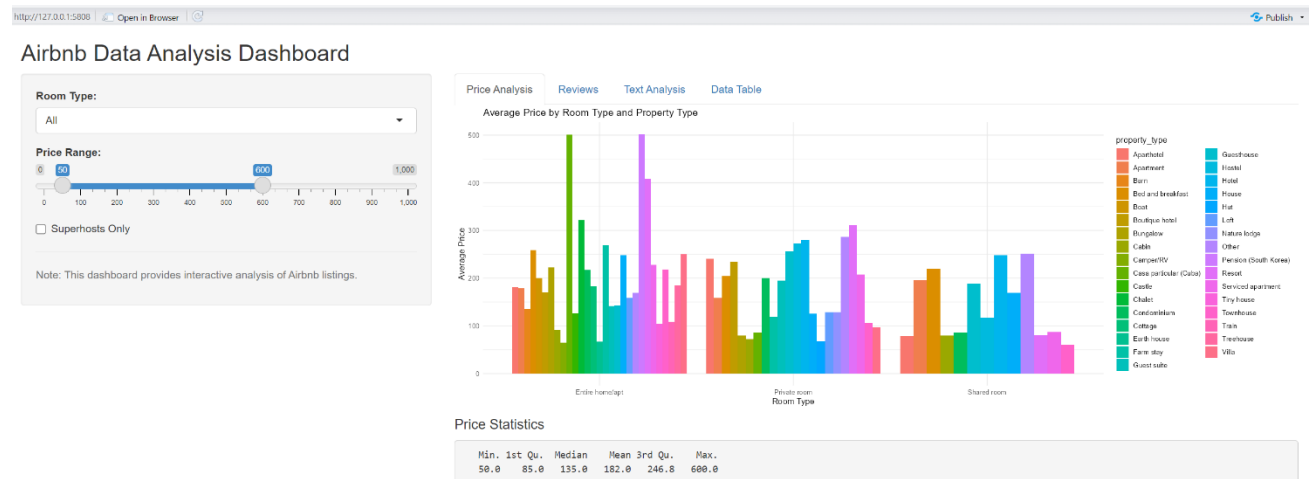 http://127.0.0.1:5808 Open in Browser Publish
Airbnb Data Analysis Dashboard
Room Type:
All
Price Range:
0 50 600 1,000
0 100 200 300 400 500 600 700 800 900 1,000
Superhosts Only
Note: This dashboard provides interactive analysis of Airbnb listings.
Price Analysis Reviews Text Analysis Data Table
Average Price by Room Type and Property Type
Average Price
500
400
300
200
100
0
Entire home/apt Private room Shared room
Room Type
property_type
Aparthotel Guesthouse
Apartment Hostel
Barn Hotel
Bed and breakfast House
Boat Hut
Boutique hotel Loft
Bungalow Nature lodge
Cabin Other
Camper/RV Pension (South Korea)
Casa particular (Cuba) Resort
Castle Serviced apartment
Chalet Tiny house
Condominium Townhouse
Cottage Train
Earth house Treehouse
Farm stay Villa
Guest suite
Price Statistics
Min. 1st Qu. Median Mean 3rd Qu. Max.
50.0 85.0 135.0 182.0 246.8 600.0